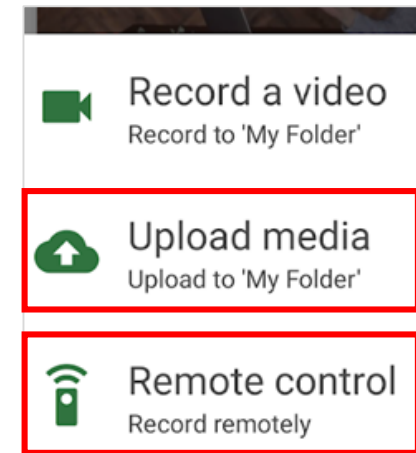 Record a video
Record to 'My Folder'
Upload media
Upload to 'My Folder'
Remote control
Record remotely